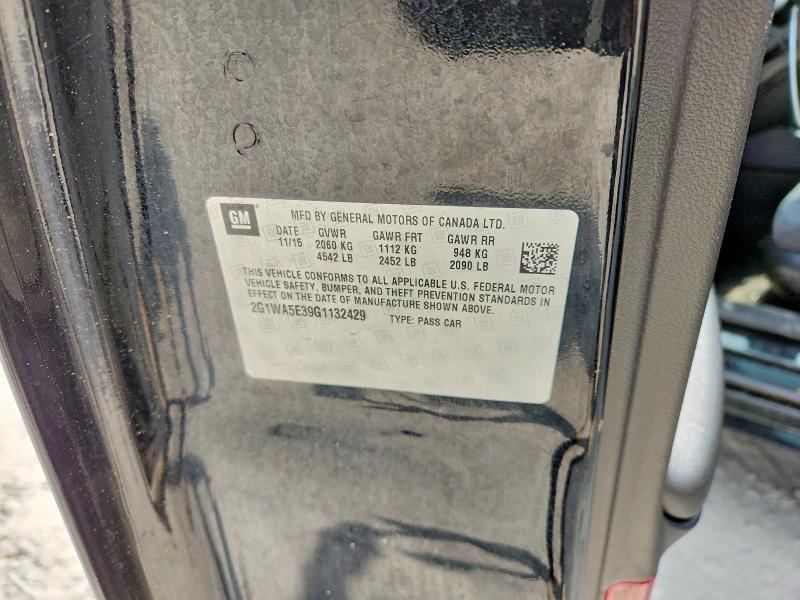 GM
MFD BY GENERAL MOTORS OF CANADA LTD.
DATE GVWR GAWR FRT GAWR RR
11/15 2060 KG 1112 KG 948 KG
4542 LB 2452 LB 2090 LB
THIS VEHICLE CONFORMS TO ALL APPLICABLE U.S. FEDERAL MOTOR
VEHICLE SAFETY, BUMPER, AND THEFT PREVENTION STANDARDS IN
EFFECT ON THE DATE OF MANUFACTURE SHOWN ABOVE.
2G1WA5E39G1132429 TYPE: PASS CAR